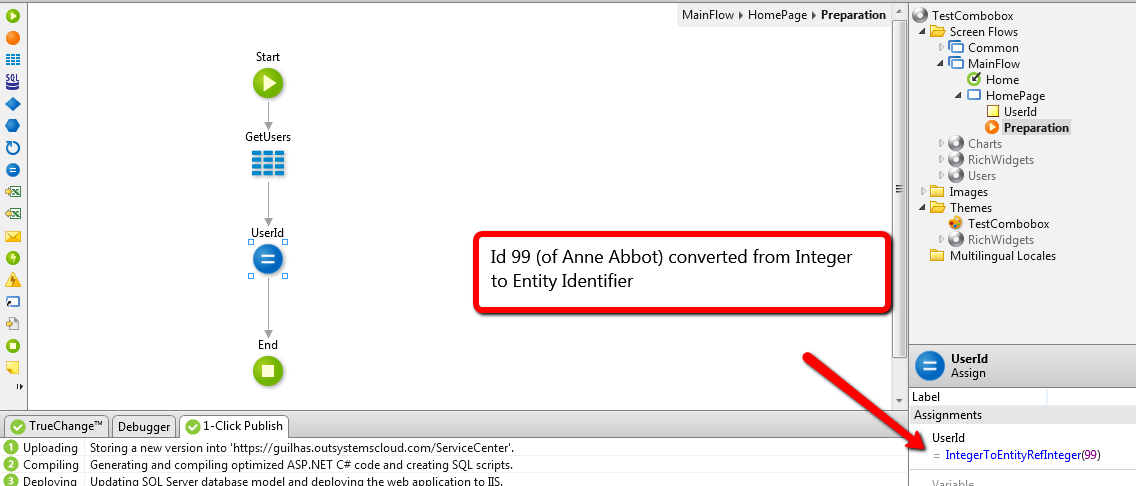 MainFlow ▸ HomePage ▸ Preparation
SQL
Start
GetUsers
UserId
End
Id 99 (of Anne Abbot) converted from Integer
to Entity Identifier
TestCombobox
Screen Flows
Common
MainFlow
Home
HomePage
UserId
Preparation
Charts
RichWidgets
Users
Images
Themes
TestCombobox
RichWidgets
Multilingual Locales
UserId
Assign
Label
Assignments
UserId
= IntegerToEntityRefInteger(99)
Variable
TrueChange™ Debugger 1-Click Publish
1 Uploading Storing a new version into 'https://guilhas.outsystemscloud.com/ServiceCenter'.
2 Compiling Generating and compiling optimized ASP.NET C# code and creating SQL scripts.
3 Deploying Updating SQL Server database model and deploying the web application to IIS.